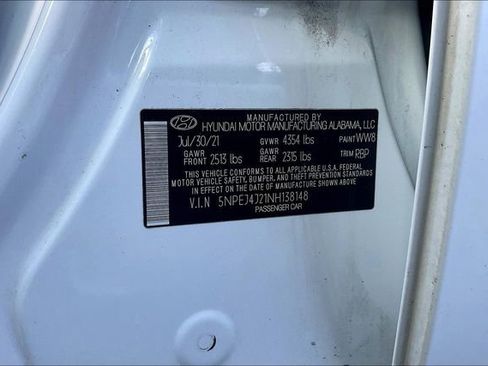 MANUFACTURED BY
HYUNDAI MOTOR MANUFACTURING ALABAMA, LLC
Jul/30/21 GVWR 4354 lbs PAINT WW8
GAWR FRONT 2513 lbs GAWR REAR 2315 lbs TRIM RBP
THIS VEHICLE CONFORMS TO ALL APPLICABLE U.S.A. FEDERAL
MOTOR VEHICLE SAFETY, BUMPER, AND THEFT PREVENTION STANDARDS
IN EFFECT ON THE DATE OF MANUFACTURE SHOWN ABOVE.
V.I.N 5NPEJ4J21NH138148
PASSENGER CAR